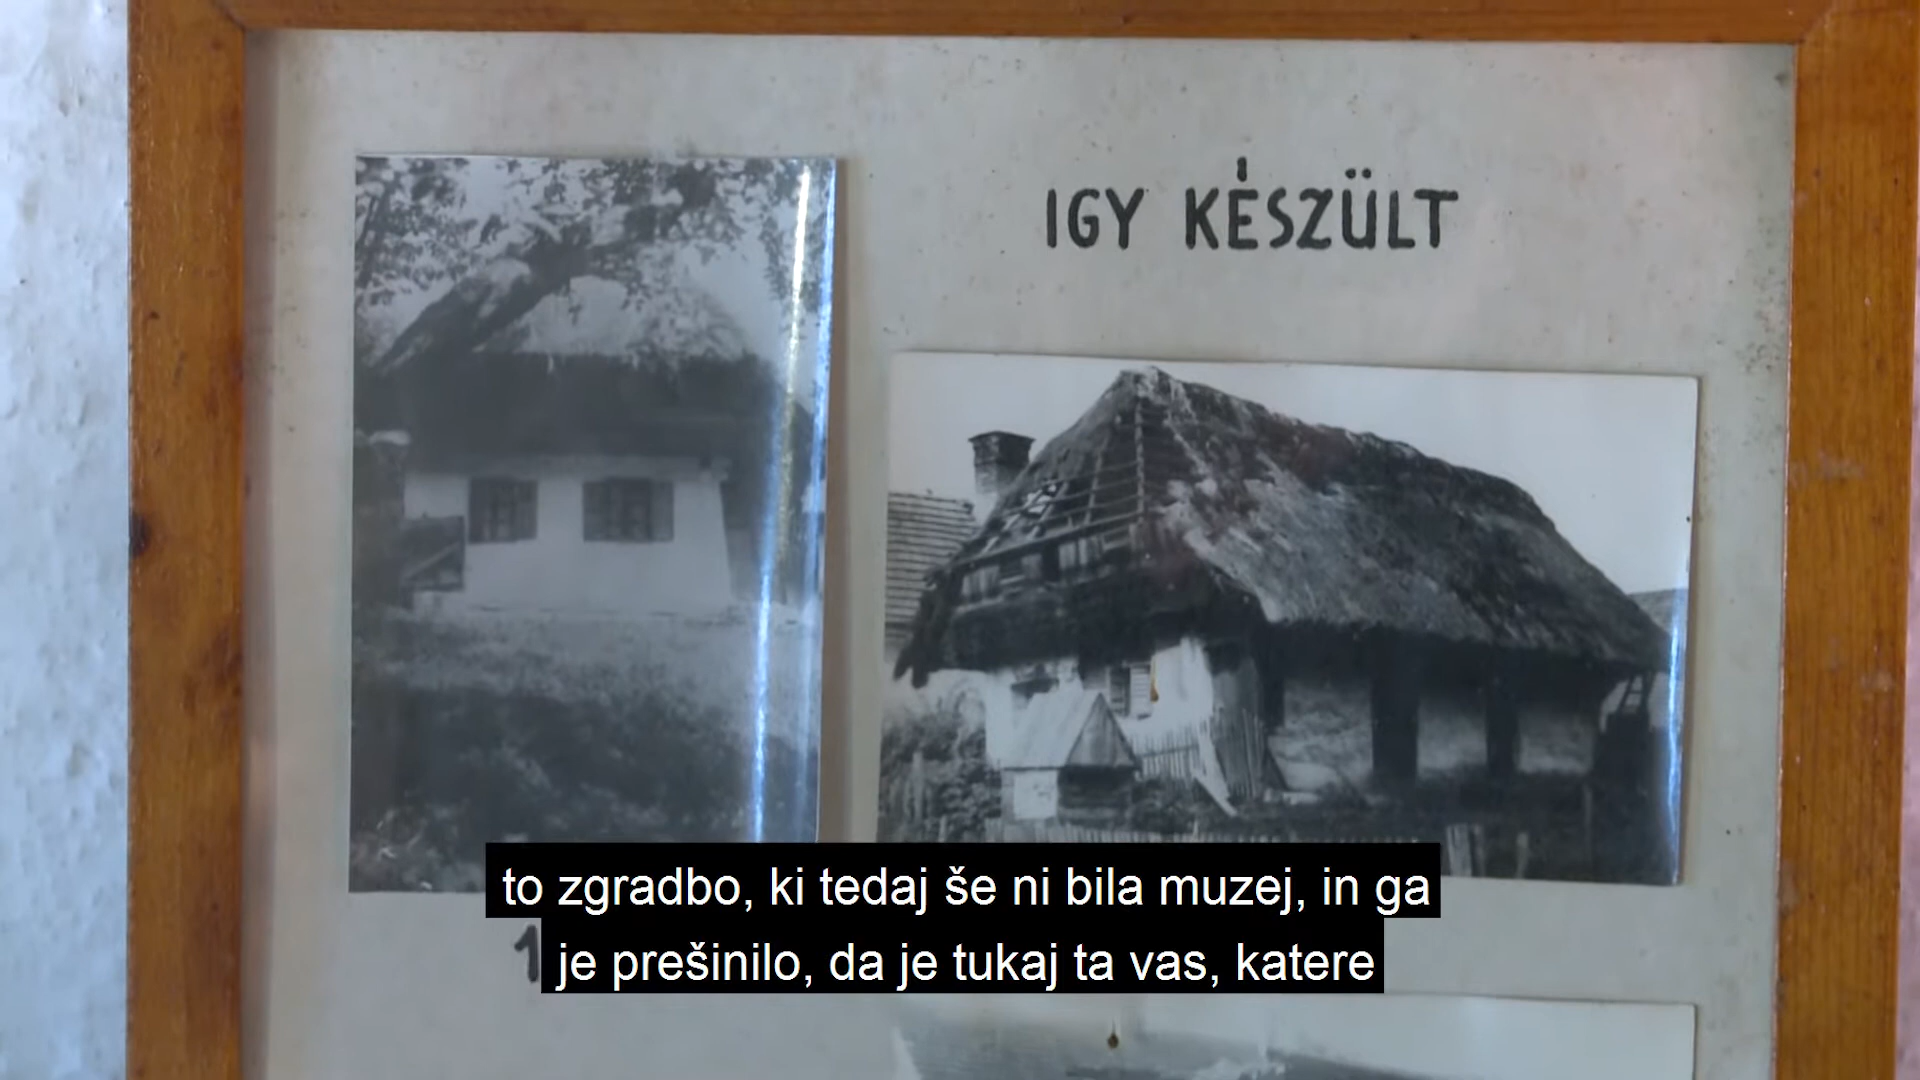 IGY KÉSZÜLT
to zgradbo, ki tedaj še ni bila muzej, in ga
je prešinilo, da je tukaj ta vas, katere